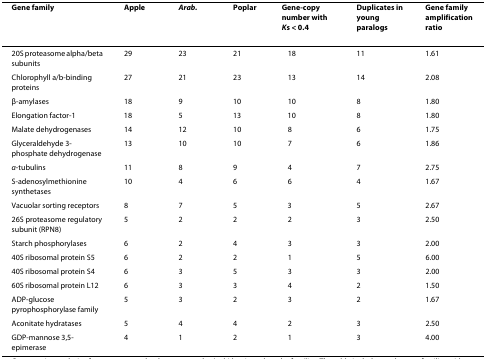 Gene family Apple Arab. Poplar Gene-copy number with Ks < 0.4 Duplicates in young paralogs Gene family amplification ratio
20S proteasome alpha/beta subunits 29 23 21 18 11 1.61
Chlorophyll a/b-binding proteins 27 21 23 13 14 2.08
β-amylases 18 9 10 10 8 1.80
Elongation factor-1 18 5 13 10 8 1.80
Malate dehydrogenases 14 12 10 8 6 1.75
Glyceraldehyde 3-phosphate dehydrogenase 13 10 10 7 6 1.86
α-tubulins 11 8 9 4 7 2.75
S-adenosylmethionine synthetases 10 4 6 6 4 1.67
Vacuolar sorting receptors 8 7 5 3 5 2.67
26S proteasome regulatory subunit (RPN8) 5 2 2 2 3 2.50
Starch phosphorylases 6 2 4 3 3 2.00
40S ribosomal protein S5 6 2 2 1 5 6.00
40S ribosomal protein S4 6 3 5 3 3 2.00
60S ribosomal protein L12 6 3 3 4 2 1.50
ADP-glucose pyrophosphorylase family 5 3 2 3 2 1.67
Aconitate hydratases 5 4 4 2 3 2.50
GDP-mannose 3,5-epimerase 4 1 2 1 3 4.00